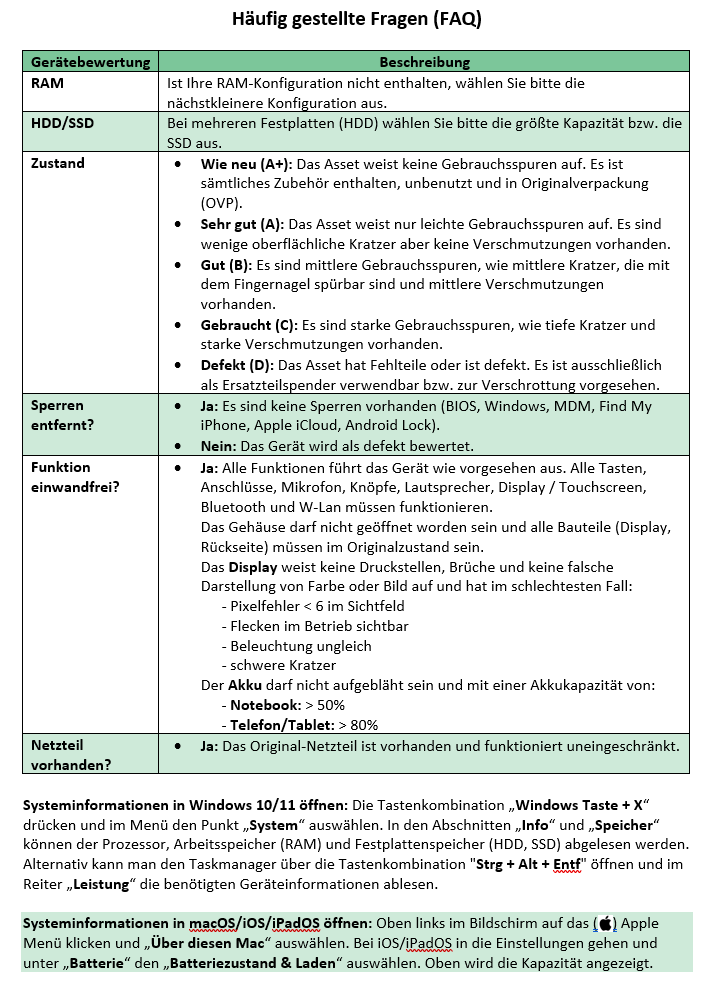 Häufig gestellte Fragen (FAQ)
Gerätebewertung Beschreibung
RAM Ist Ihre RAM-Konfiguration nicht enthalten, wählen Sie bitte die
nächstkleinere Konfiguration aus.
HDD/SSD Bei mehreren Festplatten (HDD) wählen Sie bitte die größte Kapazität bzw. die
SSD aus.
Zustand • Wie neu (A+): Das Asset weist keine Gebrauchsspuren auf. Es ist
sämtliches Zubehör enthalten, unbenutzt und in Originalverpackung
(OVP).
• Sehr gut (A): Das Asset weist nur leichte Gebrauchsspuren auf. Es sind
wenige oberflächliche Kratzer aber keine Verschmutzungen vorhanden.
• Gut (B): Es sind mittlere Gebrauchsspuren, wie mittlere Kratzer, die mit
dem Fingernagel spürbar sind und mittlere Verschmutzungen
vorhanden.
• Gebraucht (C): Es sind starke Gebrauchsspuren, wie tiefe Kratzer und
starke Verschmutzungen vorhanden.
• Defekt (D): Das Asset hat Fehlteile oder ist defekt. Es ist ausschließlich
als Ersatzteilspender verwendbar bzw. zur Verschrottung vorgesehen.
Sperren • Ja: Es sind keine Sperren vorhanden (BIOS, Windows, MDM, Find My
entfernt? iPhone, Apple iCloud, Android Lock).
• Nein: Das Gerät wird als defekt bewertet.
Funktion • Ja: Alle Funktionen führt das Gerät wie vorgesehen aus. Alle Tasten,
einwandfrei? Anschlüsse, Mikrofon, Knöpfe, Lautsprecher, Display / Touchscreen,
Bluetooth und W-Lan müssen funktionieren.
Das Gehäuse darf nicht geöffnet worden sein und alle Bauteile (Display,
Rückseite) müssen im Originalzustand sein.
Das Display weist keine Druckstellen, Brüche und keine falsche
Darstellung von Farbe oder Bild auf und hat im schlechtesten Fall:
- Pixelfehler < 6 im Sichtfeld
- Flecken im Betrieb sichtbar
- Beleuchtung ungleich
- schwere Kratzer
Der Akku darf nicht aufgebläht sein und mit einer Akkukapazität von:
- Notebook: > 50%
- Telefon/Tablet: > 80%
Netzteil • Ja: Das Original-Netzteil ist vorhanden und funktioniert uneingeschränkt.
vorhanden?
Systeminformationen in Windows 10/11 öffnen: Die Tastenkombination „Windows Taste + X“
drücken und im Menü den Punkt „System“ auswählen. In den Abschnitten „Info“ und „Speicher“
können der Prozessor, Arbeitsspeicher (RAM) und Festplattenspeicher (HDD, SSD) abgelesen werden.
Alternativ kann man den Taskmanager über die Tastenkombination "Strg + Alt + Entf" öffnen und im
Reiter „Leistung“ die benötigten Geräteinformationen ablesen.
Systeminformationen in macOS/iOS/iPadOS öffnen: Oben links im Bildschirm auf das () Apple
Menü klicken und „Über diesen Mac“ auswählen. Bei iOS/iPadOS in die Einstellungen gehen und
unter „Batterie“ den „Batteriezustand & Laden“ auswählen. Oben wird die Kapazität angezeigt.